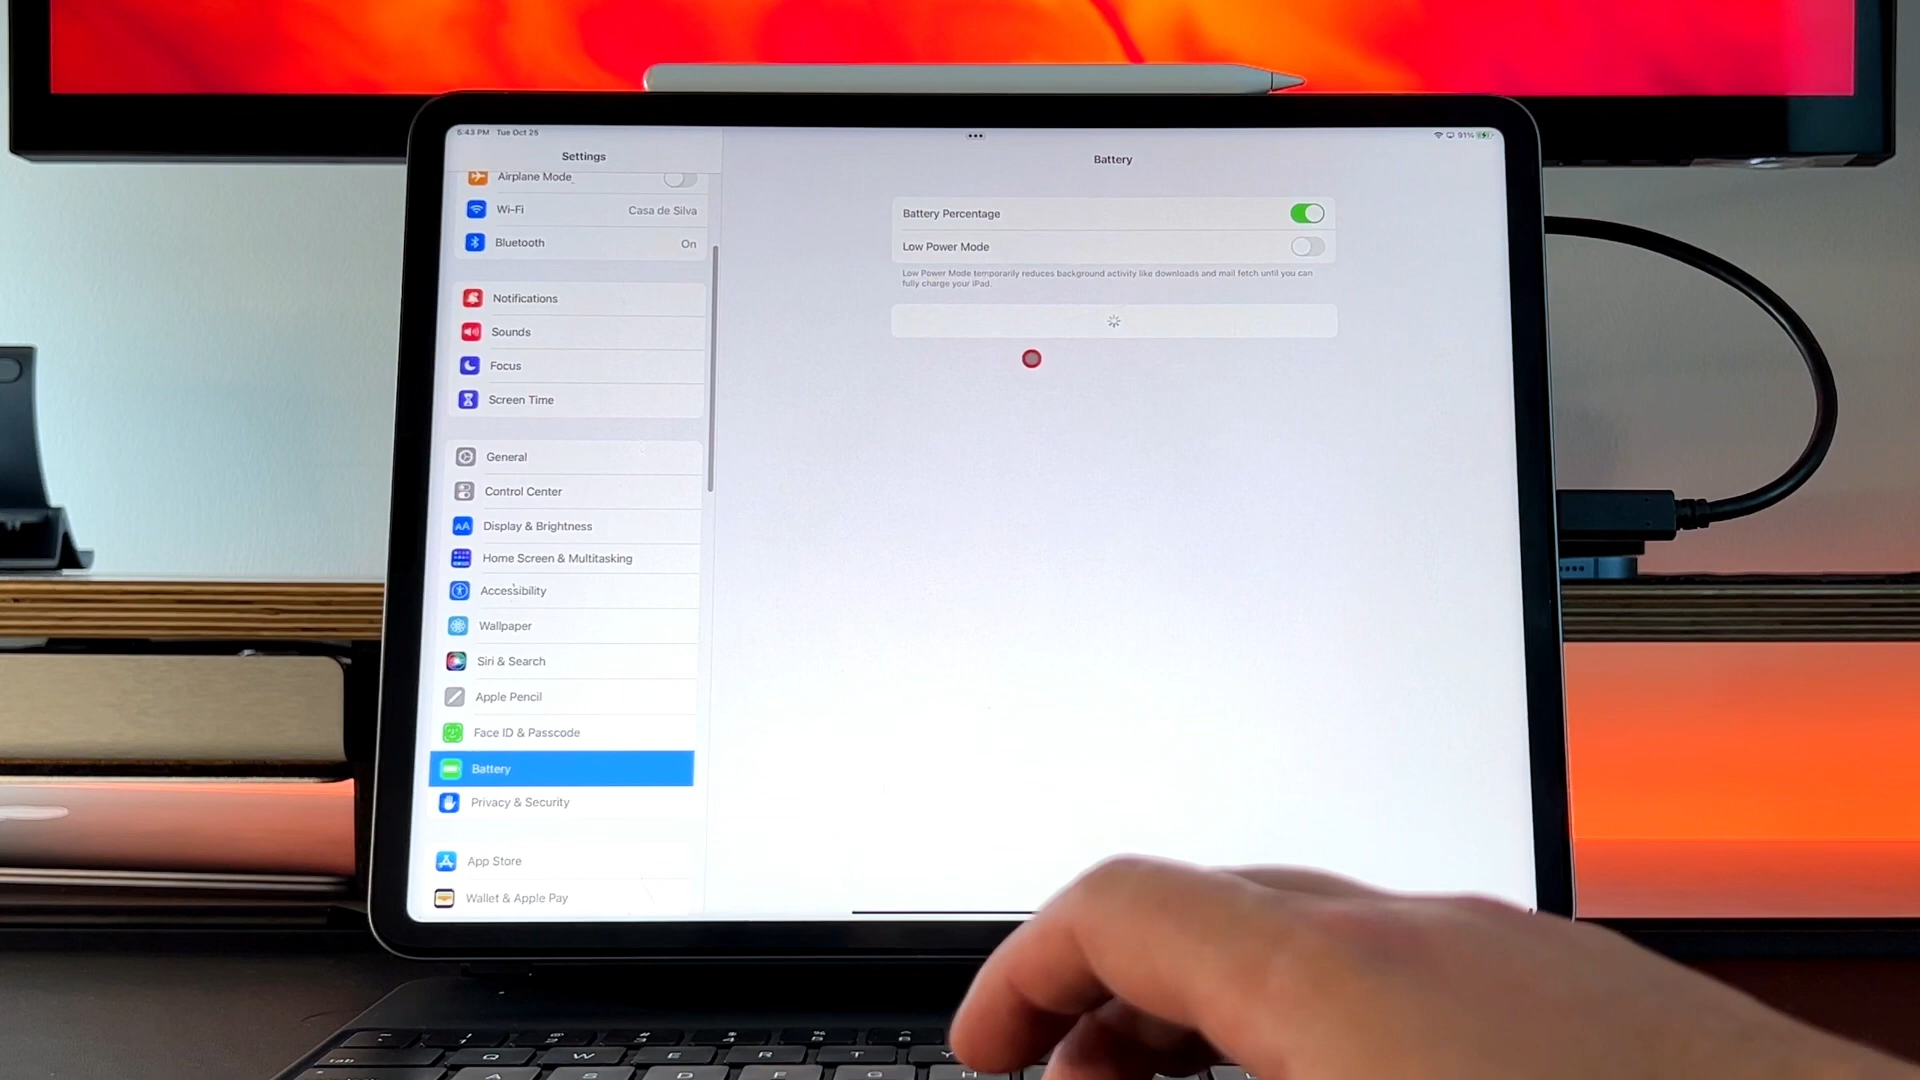 5:43 PM Tue Oct 25
91%
Settings
Airplane Mode
Wi-Fi Casa de Silva
Bluetooth On
Notifications
Sounds
Focus
Screen Time
General
Control Center
Display & Brightness
Home Screen & Multitasking
Accessibility
Wallpaper
Siri & Search
Apple Pencil
Face ID & Passcode
Battery
Privacy & Security
App Store
Wallet & Apple Pay
Battery
Battery Percentage
Low Power Mode
Low Power Mode temporarily reduces background activity like downloads and mail fetch until you can
fully charge your iPad.
tab Q W E R T Y